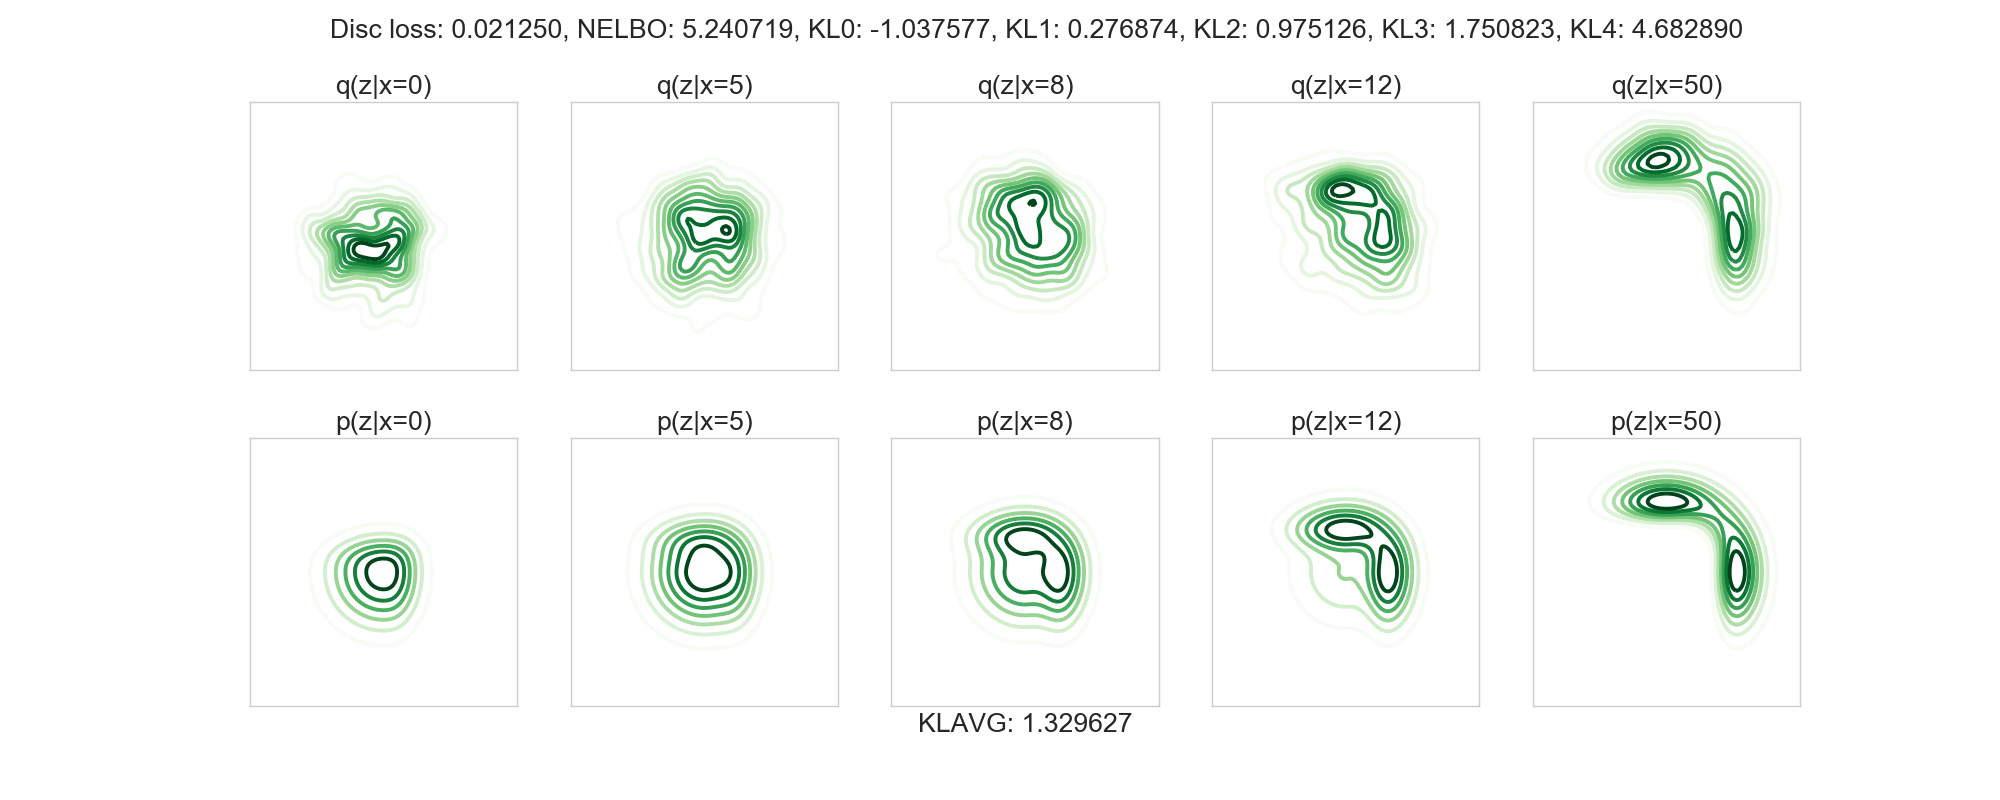 Disc loss: 0.021250, NELBO: 5.240719, KL0: -1.037577, KL1: 0.276874, KL2: 0.975126, KL3: 1.750823, KL4: 4.682890
q(z|x=0) q(z|x=5) q(z|x=8) q(z|x=12) q(z|x=50)
p(z|x=0) p(z|x=5) p(z|x=8) p(z|x=12) p(z|x=50)
KLAVG: 1.329627